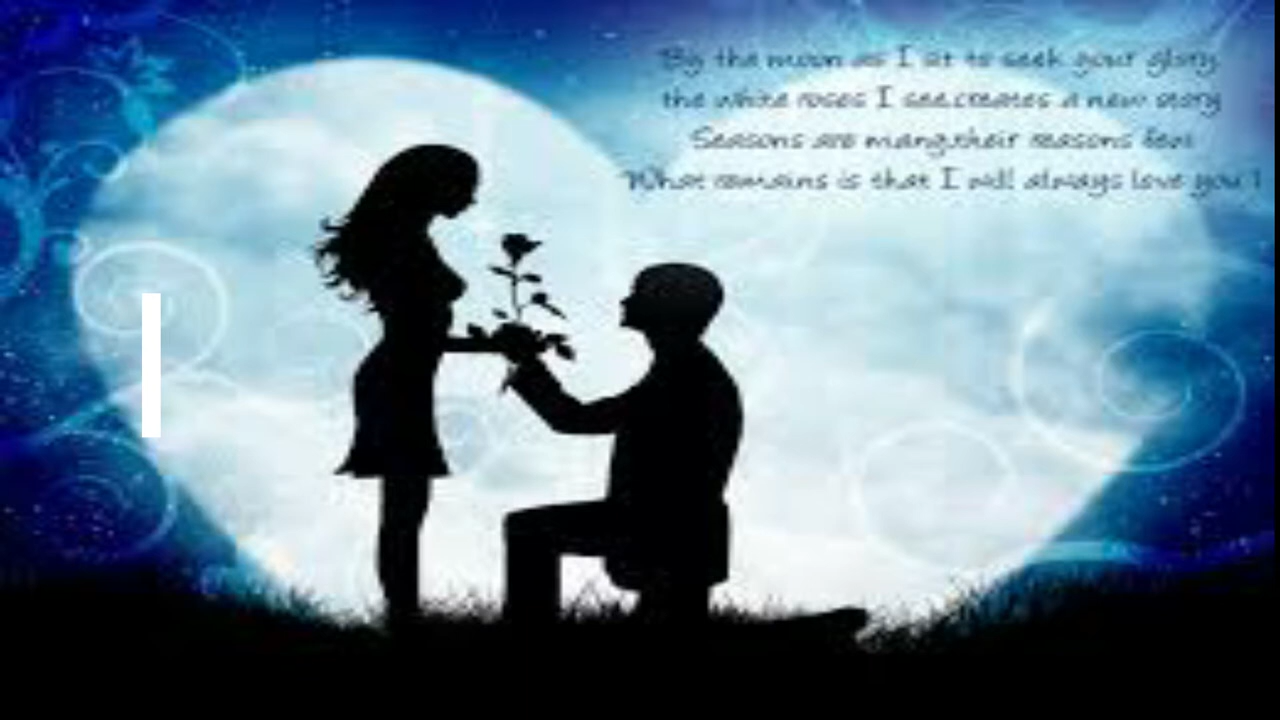 By the moon as I sit to seek your glory,
the white roses I see,creates a new story
Seasons are many,their reasons few
What remains is that I will always love you !
I